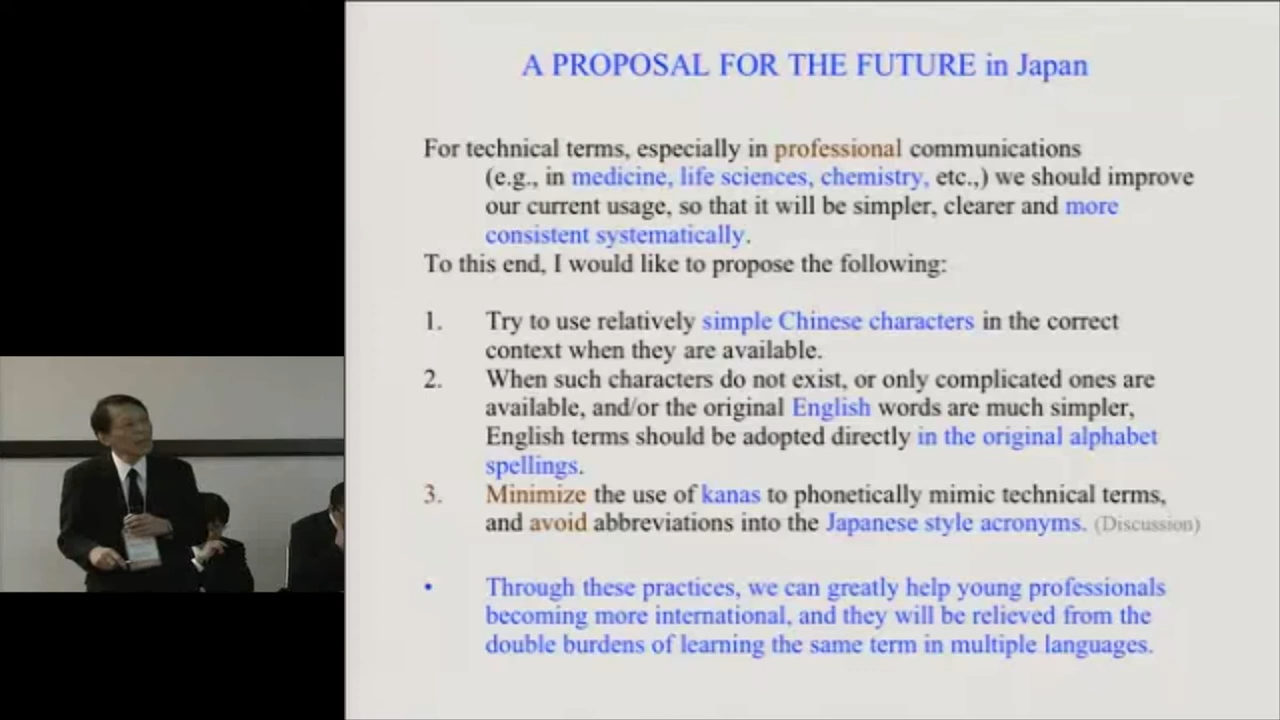 A PROPOSAL FOR THE FUTURE in Japan
For technical terms, especially in professional communications
(e.g., in medicine, life sciences, chemistry, etc.,) we should improve
our current usage, so that it will be simpler, clearer and more
consistent systematically.
To this end, I would like to propose the following:
1. Try to use relatively simple Chinese characters in the correct
context when they are available.
2. When such characters do not exist, or only complicated ones are
available, and/or the original English words are much simpler,
English terms should be adopted directly in the original alphabet
spellings.
3. Minimize the use of kanas to phonetically mimic technical terms,
and avoid abbreviations into the Japanese style acronyms. (Discussion)
• Through these practices, we can greatly help young professionals
becoming more international, and they will be relieved from the
double burdens of learning the same term in multiple languages.